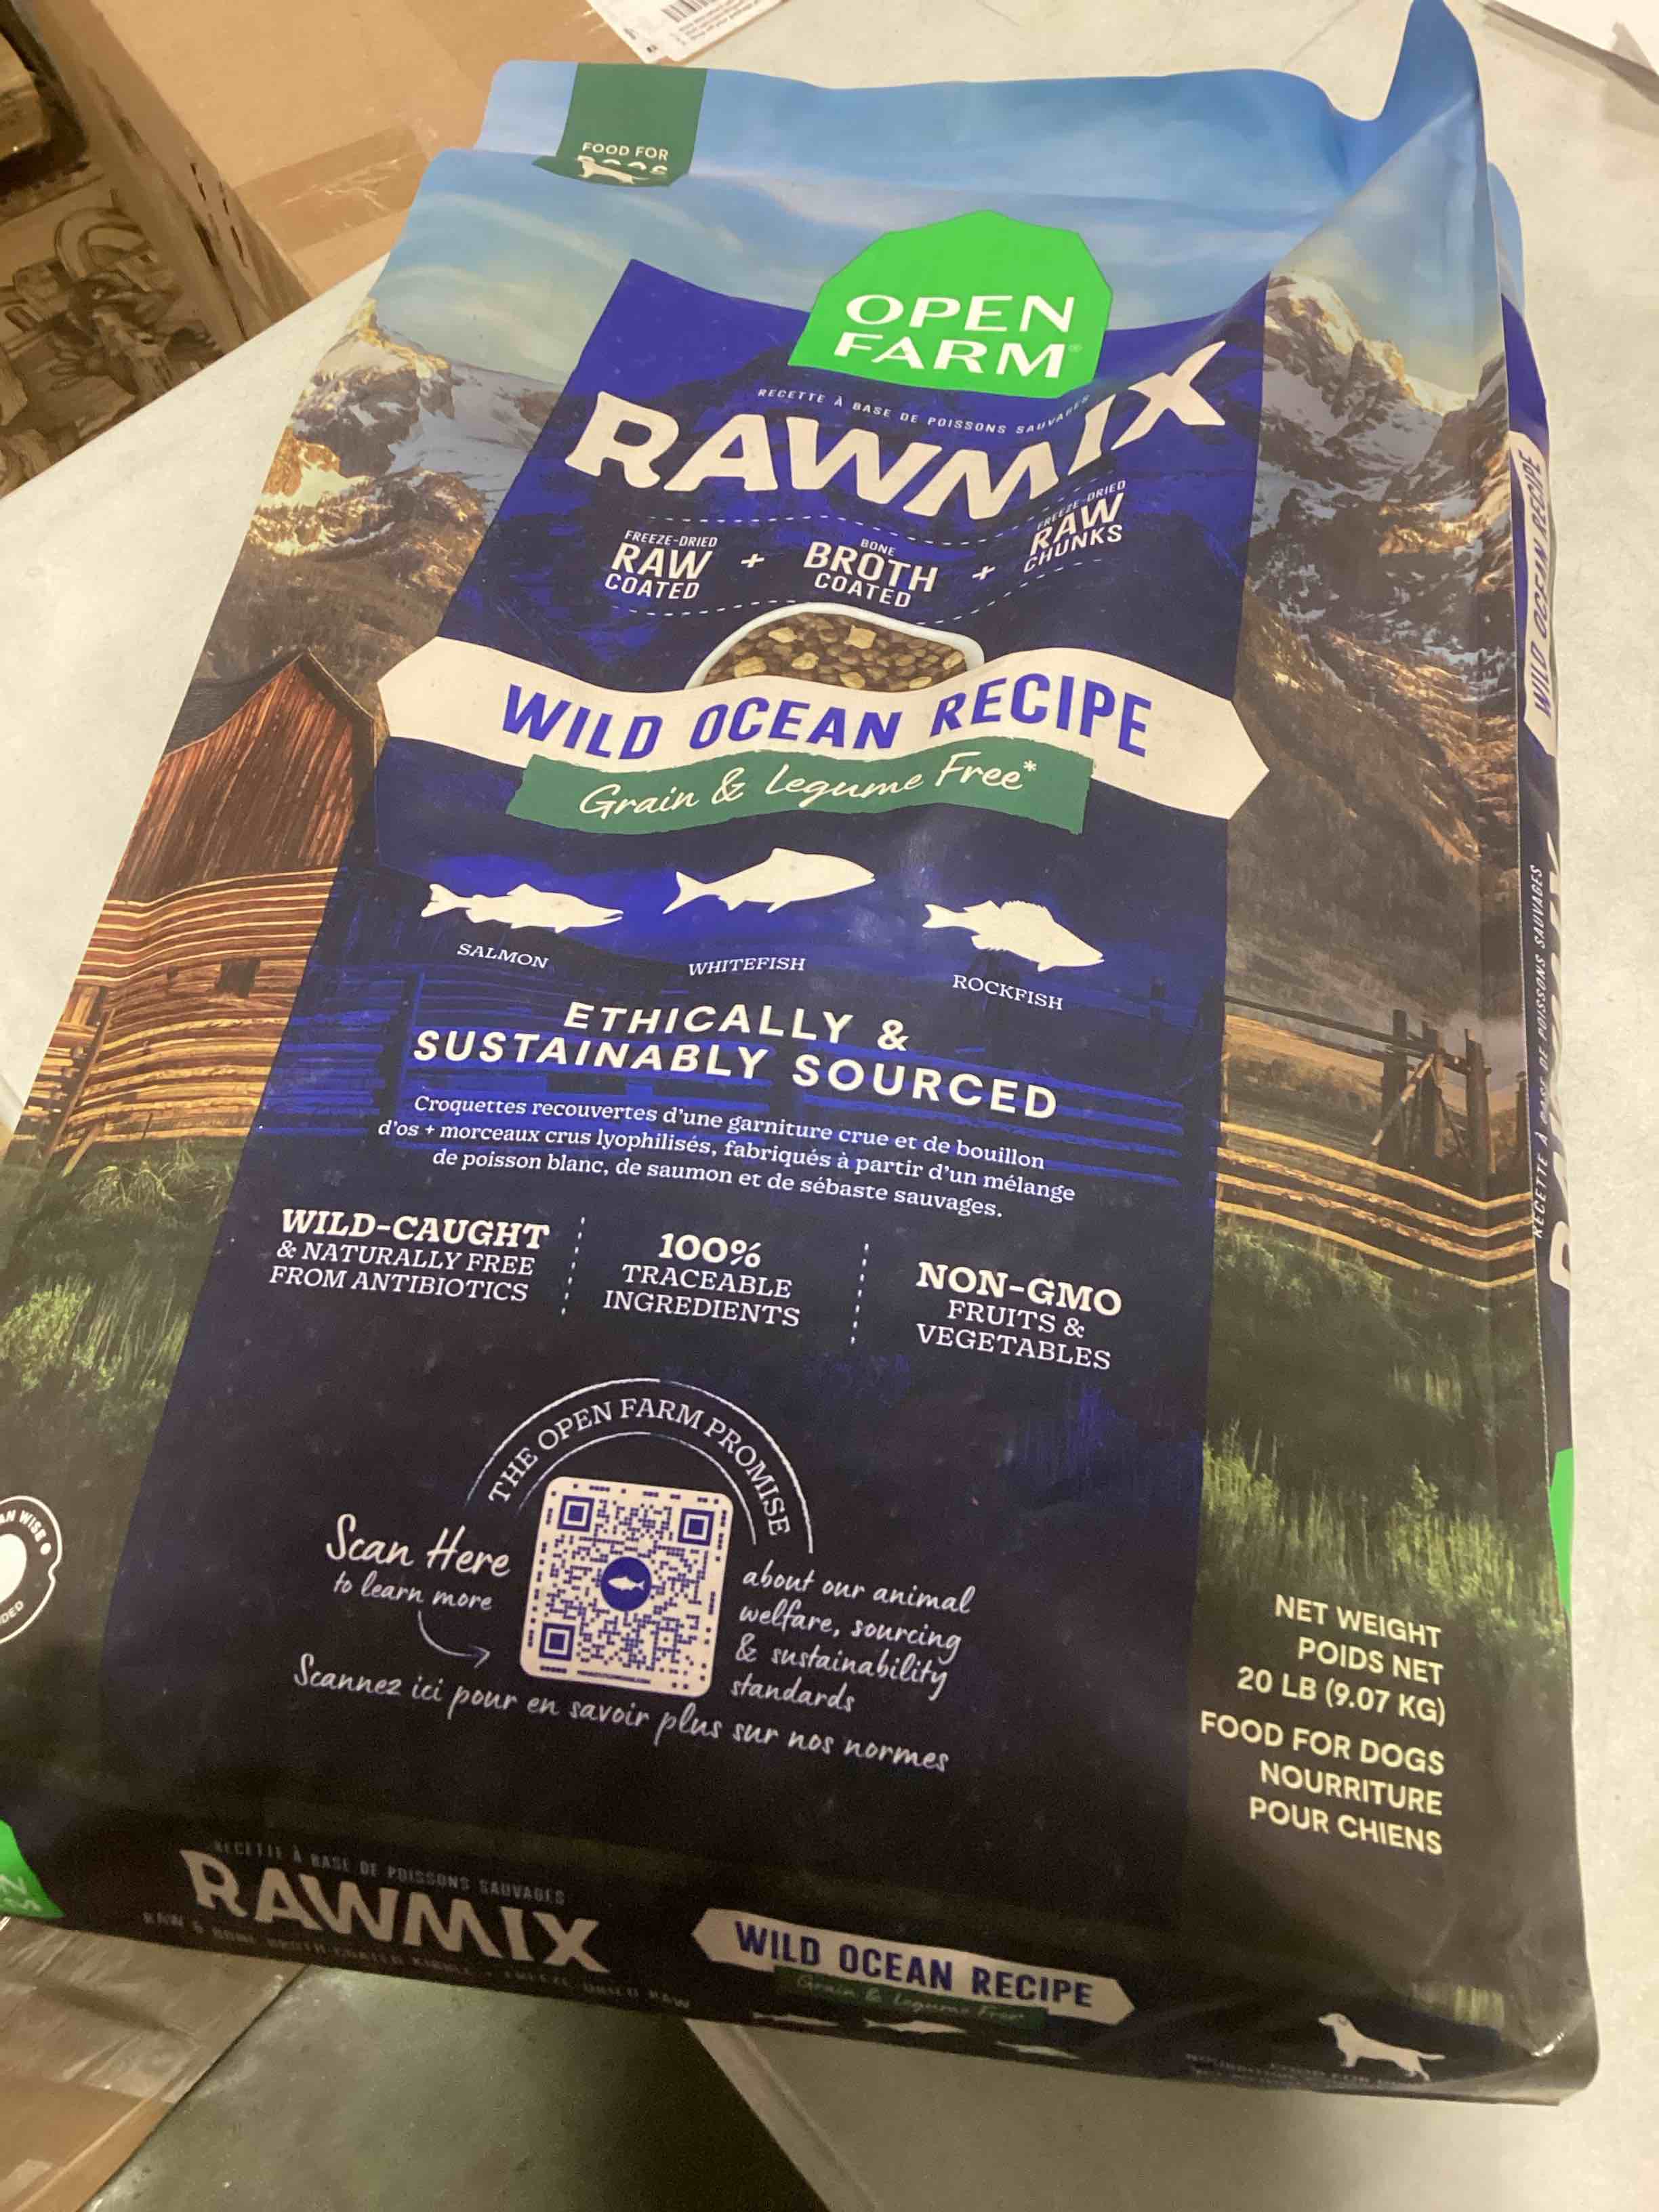 FOOD FOR
OPEN
FARM®
RECETTE À BASE DE POISSONS SAUVAGES
RAWMIX
FREEZE-DRIED
RAW
COATED
+
BONE
BROTH
COATED
+
FREEZE-DRIED
RAW
CHUNKS
WILD OCEAN RECIPE
Grain & Legume Free*
SALMON
WHITEFISH
ROCKFISH
ETHICALLY &
SUSTAINABLY SOURCED
Croquettes recouvertes d'une garniture crue et de bouillon
d'os + morceaux crus lyophilisés, fabriqués à partir d'un mélange
de poisson blanc, de saumon et de sébaste sauvages.
WILD-CAUGHT
& NATURALLY FREE
FROM ANTIBIOTICS
100%
TRACEABLE
INGREDIENTS
NON-GMO
FRUITS &
VEGETABLES
THE OPEN FARM PROMISE
Scan Here
to learn more
about our animal
welfare, sourcing
& sustainability
standards
Scannez ici pour en savoir plus sur nos normes
NET WEIGHT
POIDS NET
20 LB (9.07 KG)
FOOD FOR DOGS
NOURRITURE
POUR CHIENS
RECETTE À BASE DE POISSONS SAUVAGES
RAWMIX
WILD OCEAN RECIPE
Grain & Legume Free*
WILD OCEAN RECIPE
RECETTE À BASE DE POISSONS SAUVAGES
WISE